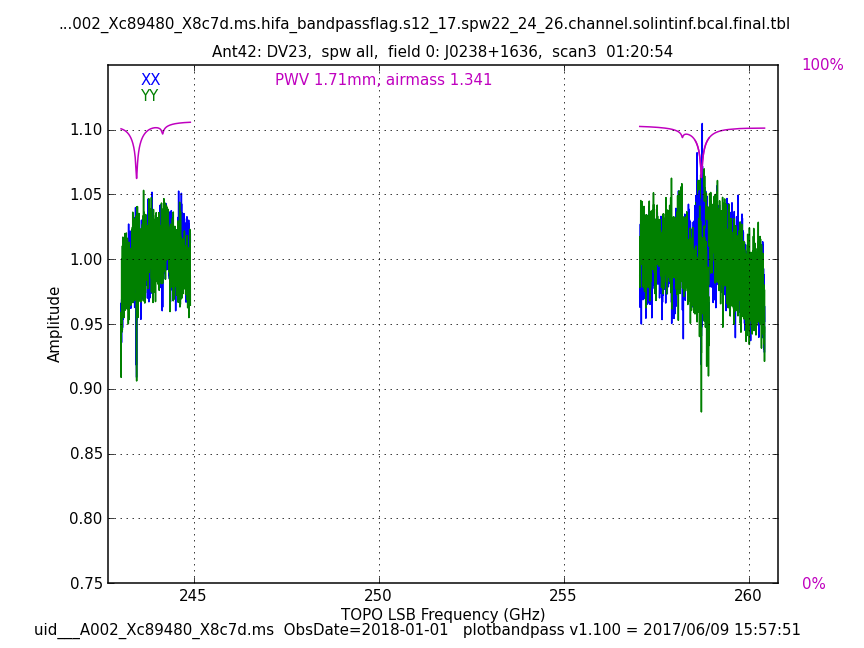 ...002_Xc89480_X8c7d.ms.hifa_bandpassflag.s12_17.spw22_24_26.channel.solintinf.bcal.final.tbl
Ant42: DV23,  spw all,  field 0: J0238+1636,  scan3  01:20:54
100%
XX
PWV 1.71mm, airmass 1.341
YY
1.10
1.05
1.00
0.95
0.90
0.85
0.80
0.75
Amplitude
0%
245
250
255
260
TOPO LSB Frequency (GHz)
uid___A002_Xc89480_X8c7d.ms  ObsDate=2018-01-01   plotbandpass v1.100 = 2017/06/09 15:57:51